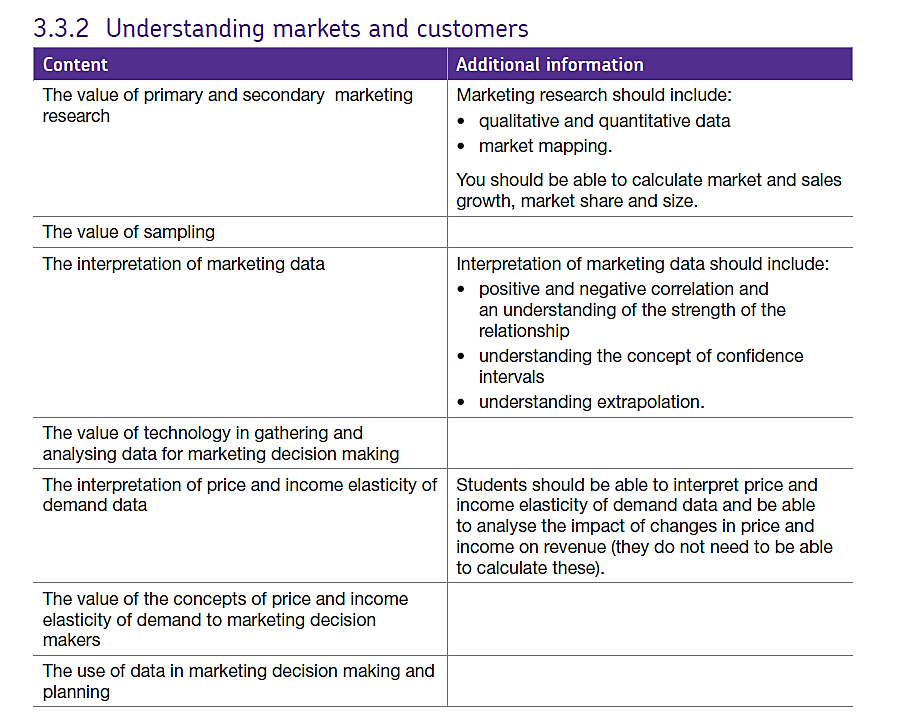 3.3.2 Understanding markets and customers
Content
Additional information
The value of primary and secondary marketing
research
Marketing research should include:
• qualitative and quantitative data
• market mapping.
You should be able to calculate market and sales
growth, market share and size.
The value of sampling
The interpretation of marketing data
Interpretation of marketing data should include:
• positive and negative correlation and
an understanding of the strength of the
relationship
• understanding the concept of confidence
intervals
• understanding extrapolation.
The value of technology in gathering and
analysing data for marketing decision making
The interpretation of price and income elasticity of
demand data
Students should be able to interpret price and
income elasticity of demand data and be able
to analyse the impact of changes in price and
income on revenue (they do not need to be able
to calculate these).
The value of the concepts of price and income
elasticity of demand to marketing decision
makers
The use of data in marketing decision making and
planning